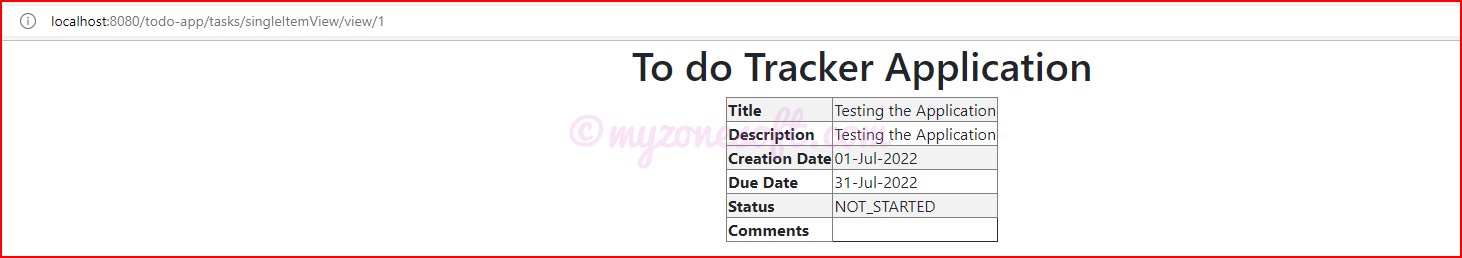 localhost:8080/todo-app/tasks/singleItemView/view/1
To do Tracker Application
Title Testing the Application
Description Testing the Application
Creation Date 01-Jul-2022
Due Date 31-Jul-2022
Status NOT_STARTED
Comments
© myzonesoft.com